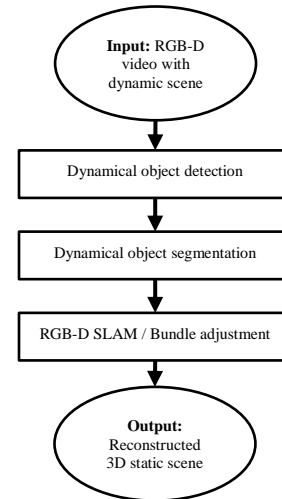 Input: RGB-D
video with
dynamic scene
Dynamical object detection
Dynamical object segmentation
RGB-D SLAM / Bundle adjustment
Output:
Reconstructed
3D static scene